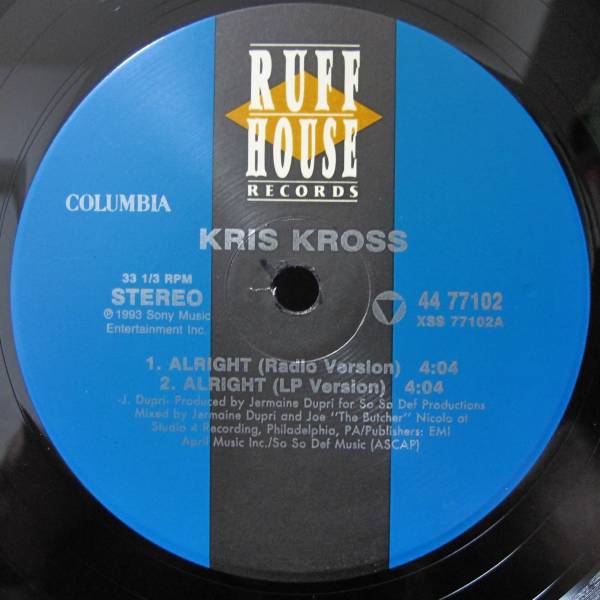 RUFF
HOUSE
RECORDS
COLUMBIA
KRIS KROSS
33 1/3 RPM
STEREO
℗ 1993 Sony Music
Entertainment Inc.
44 77102
XSS 77102A
1. ALRIGHT (Radio Version) 4:04
2. ALRIGHT (LP Version) 4:04
-J. Dupri- Produced by Jermaine Dupri for So So Def Productions
Mixed by Jermaine Dupri and Joe "The Butcher" Nicolo at
Studio 4 Recording, Philadelphia, PA/Publishers: EMI
April Music Inc./So So Def Music (ASCAP)